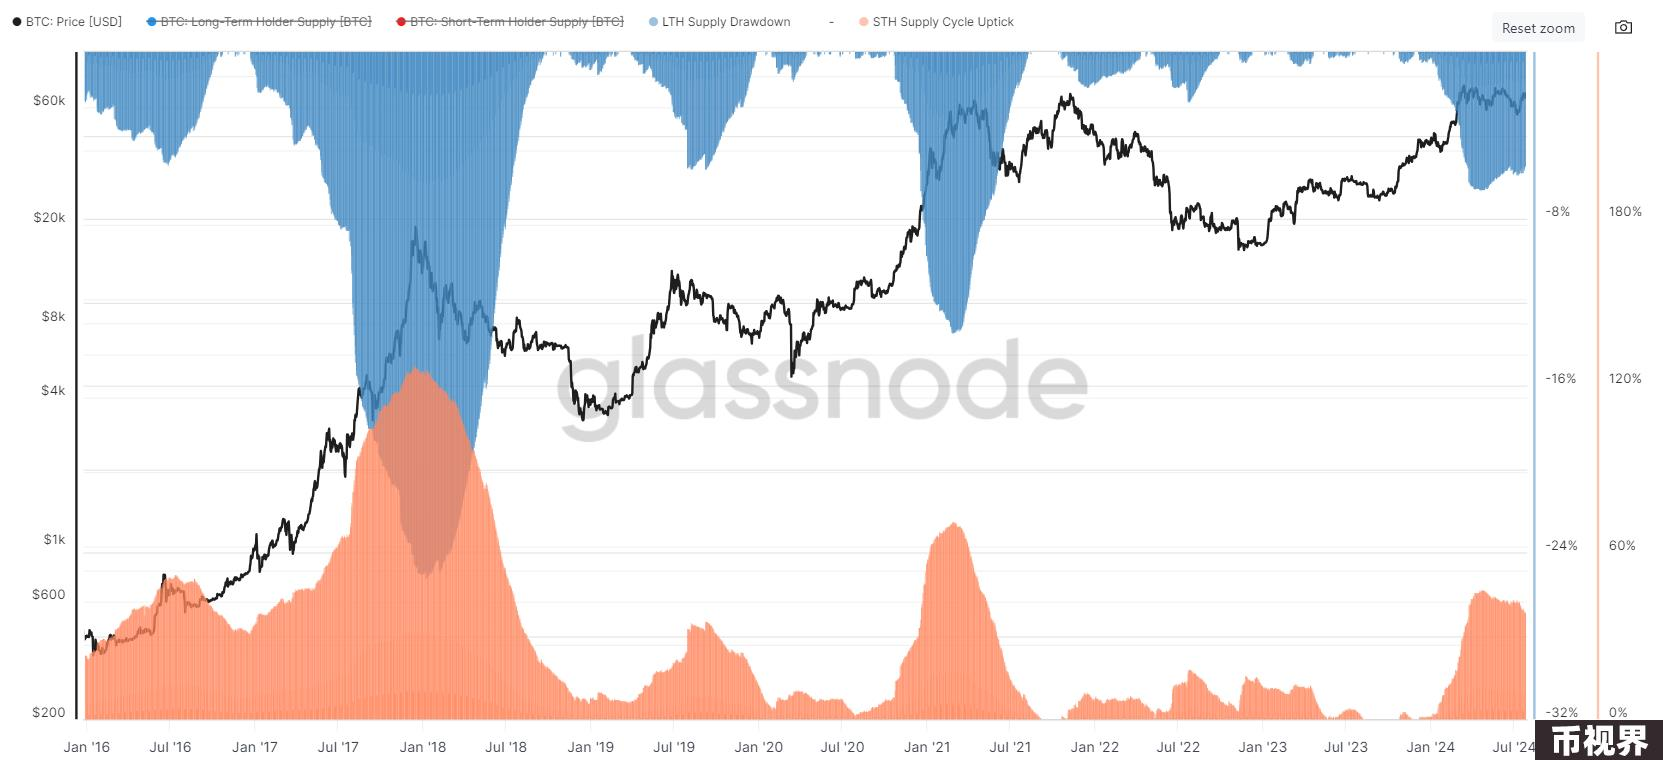 BTC: Price [USD] BTC: Long-Term Holder Supply [BTC] BTC: Short-Term Holder Supply [BTC] LTH Supply Drawdown - STH Supply Cycle Uptick
Reset zoom
$60k
$20k
$8k
$4k
$1k
$600
$200
glassnode
-8% 180%
-16% 120%
-24% 60%
-32% 0%
Jan '16 Jul '16 Jan '17 Jul '17 Jan '18 Jul '18 Jan '19 Jul '19 Jan '20 Jul '20 Jan '21 Jul '21 Jan '22 Jul '22 Jan '23 Jul '23 Jan '24 Jul '24
币视界